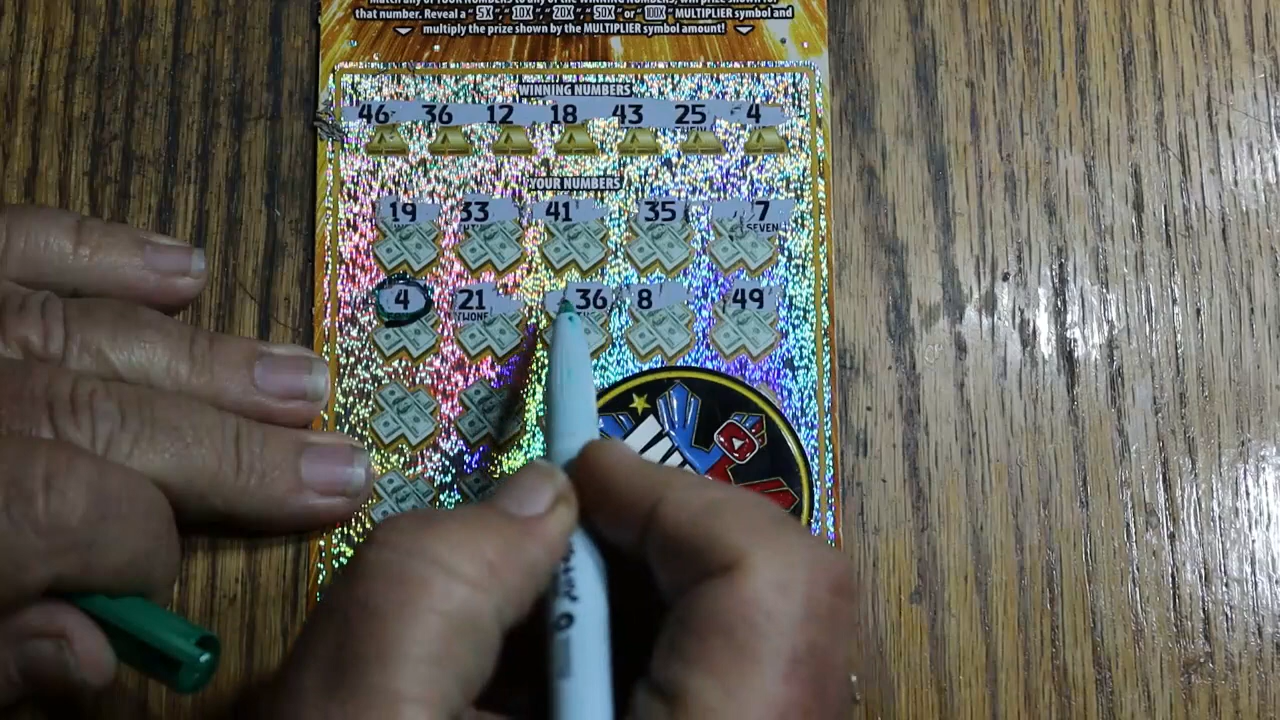 that number. Reveal a "5X", "10X", "20X", "50X" or "100X" MULTIPLIER symbol and
multiply the prize shown by the MULTIPLIER symbol amount!
WINNING NUMBERS
46 36 12 18 43 25 4
YOUR NUMBERS
19 33 41 35 7
SEVEN
4 21 36 8 49
TWONE